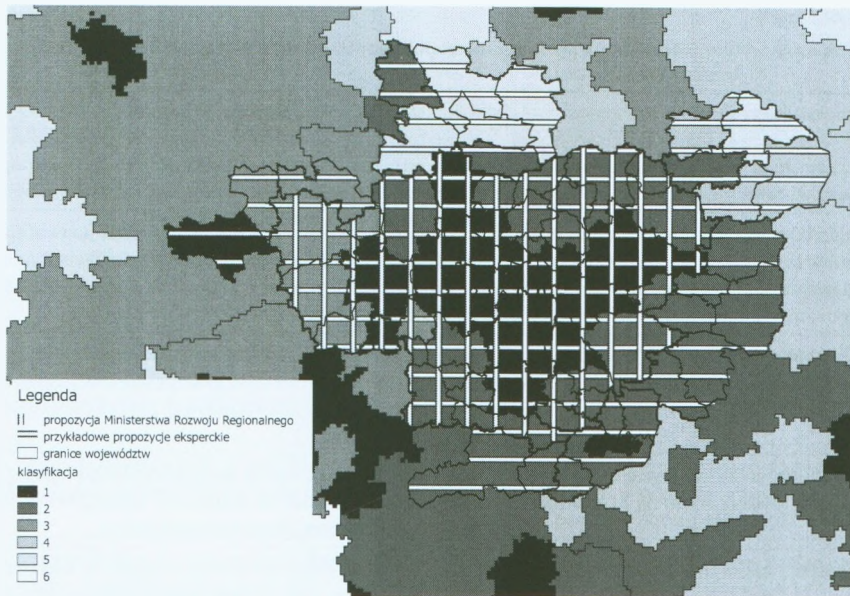 Legenda
propozycja Ministerstwa Rozwoju Regionalnego
przykładowe propozycje eksperckie
granice województw
klasyfikacja
1
2
3
4
5
6